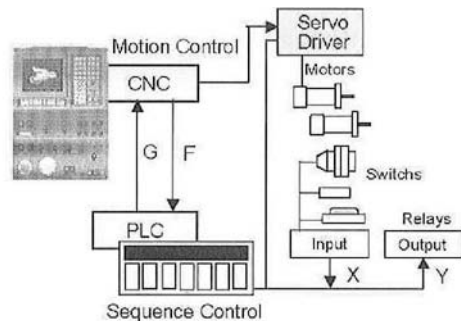 Motion Control
CNC
Servo
Driver
Motors
G
F
Switchs
PLC
Input
Relays
Output
X
Y
Sequence Control